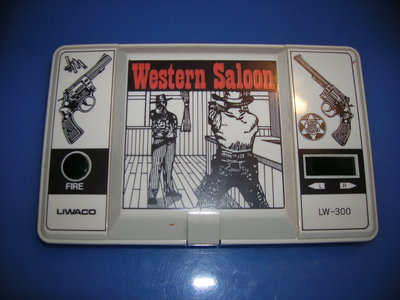 Western Saloon
FIRE
LIWACO
L R
LW-300